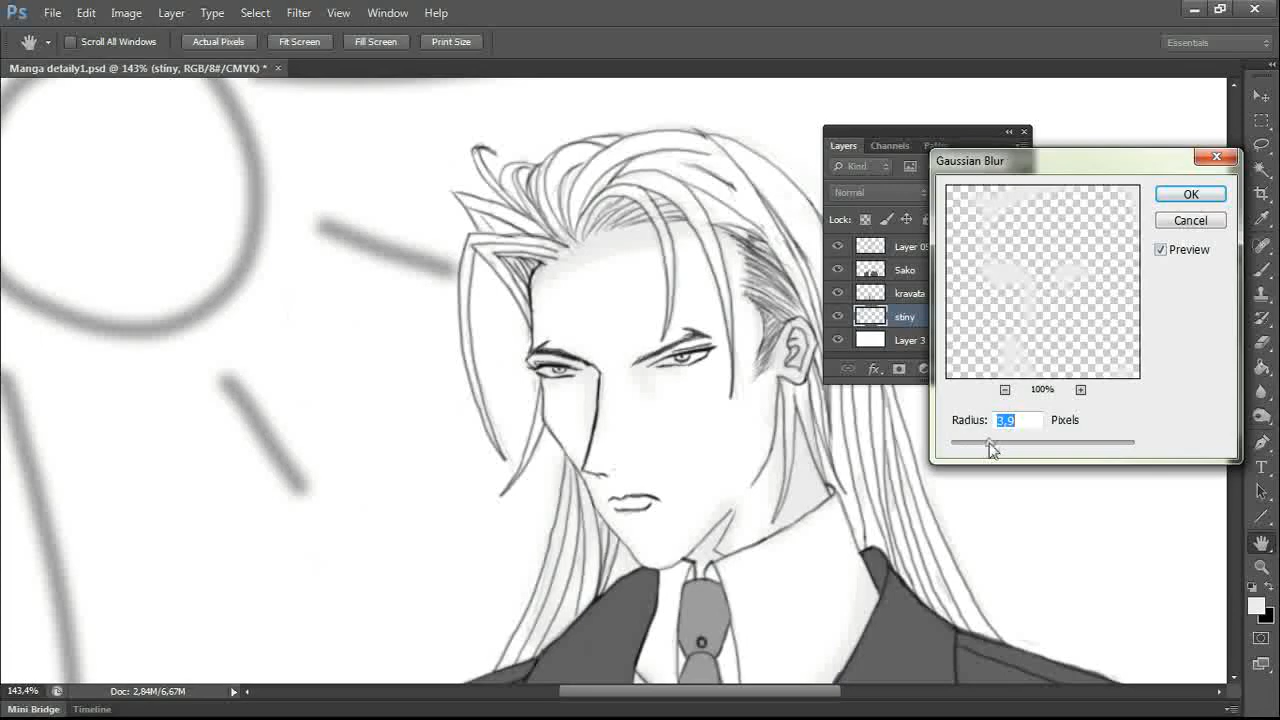 Ps File Edit Image Layer Type Select Filter View Window Help
Scroll All Windows Actual Pixels Fit Screen Fill Screen Print Size Essentials
Manga detaily1.psd @ 143% (stíny, RGB/8#/CMYK) * ×
Layers Channels
Kind
Normal
Lock:
Layer
Sako
kravata
stíny
Layer 3
fx
Gaussian Blur
OK
Cancel
Preview
100%
Radius: 3,9 Pixels
143,4% Doc: 2,84M/6,67M
Mini Bridge Timeline